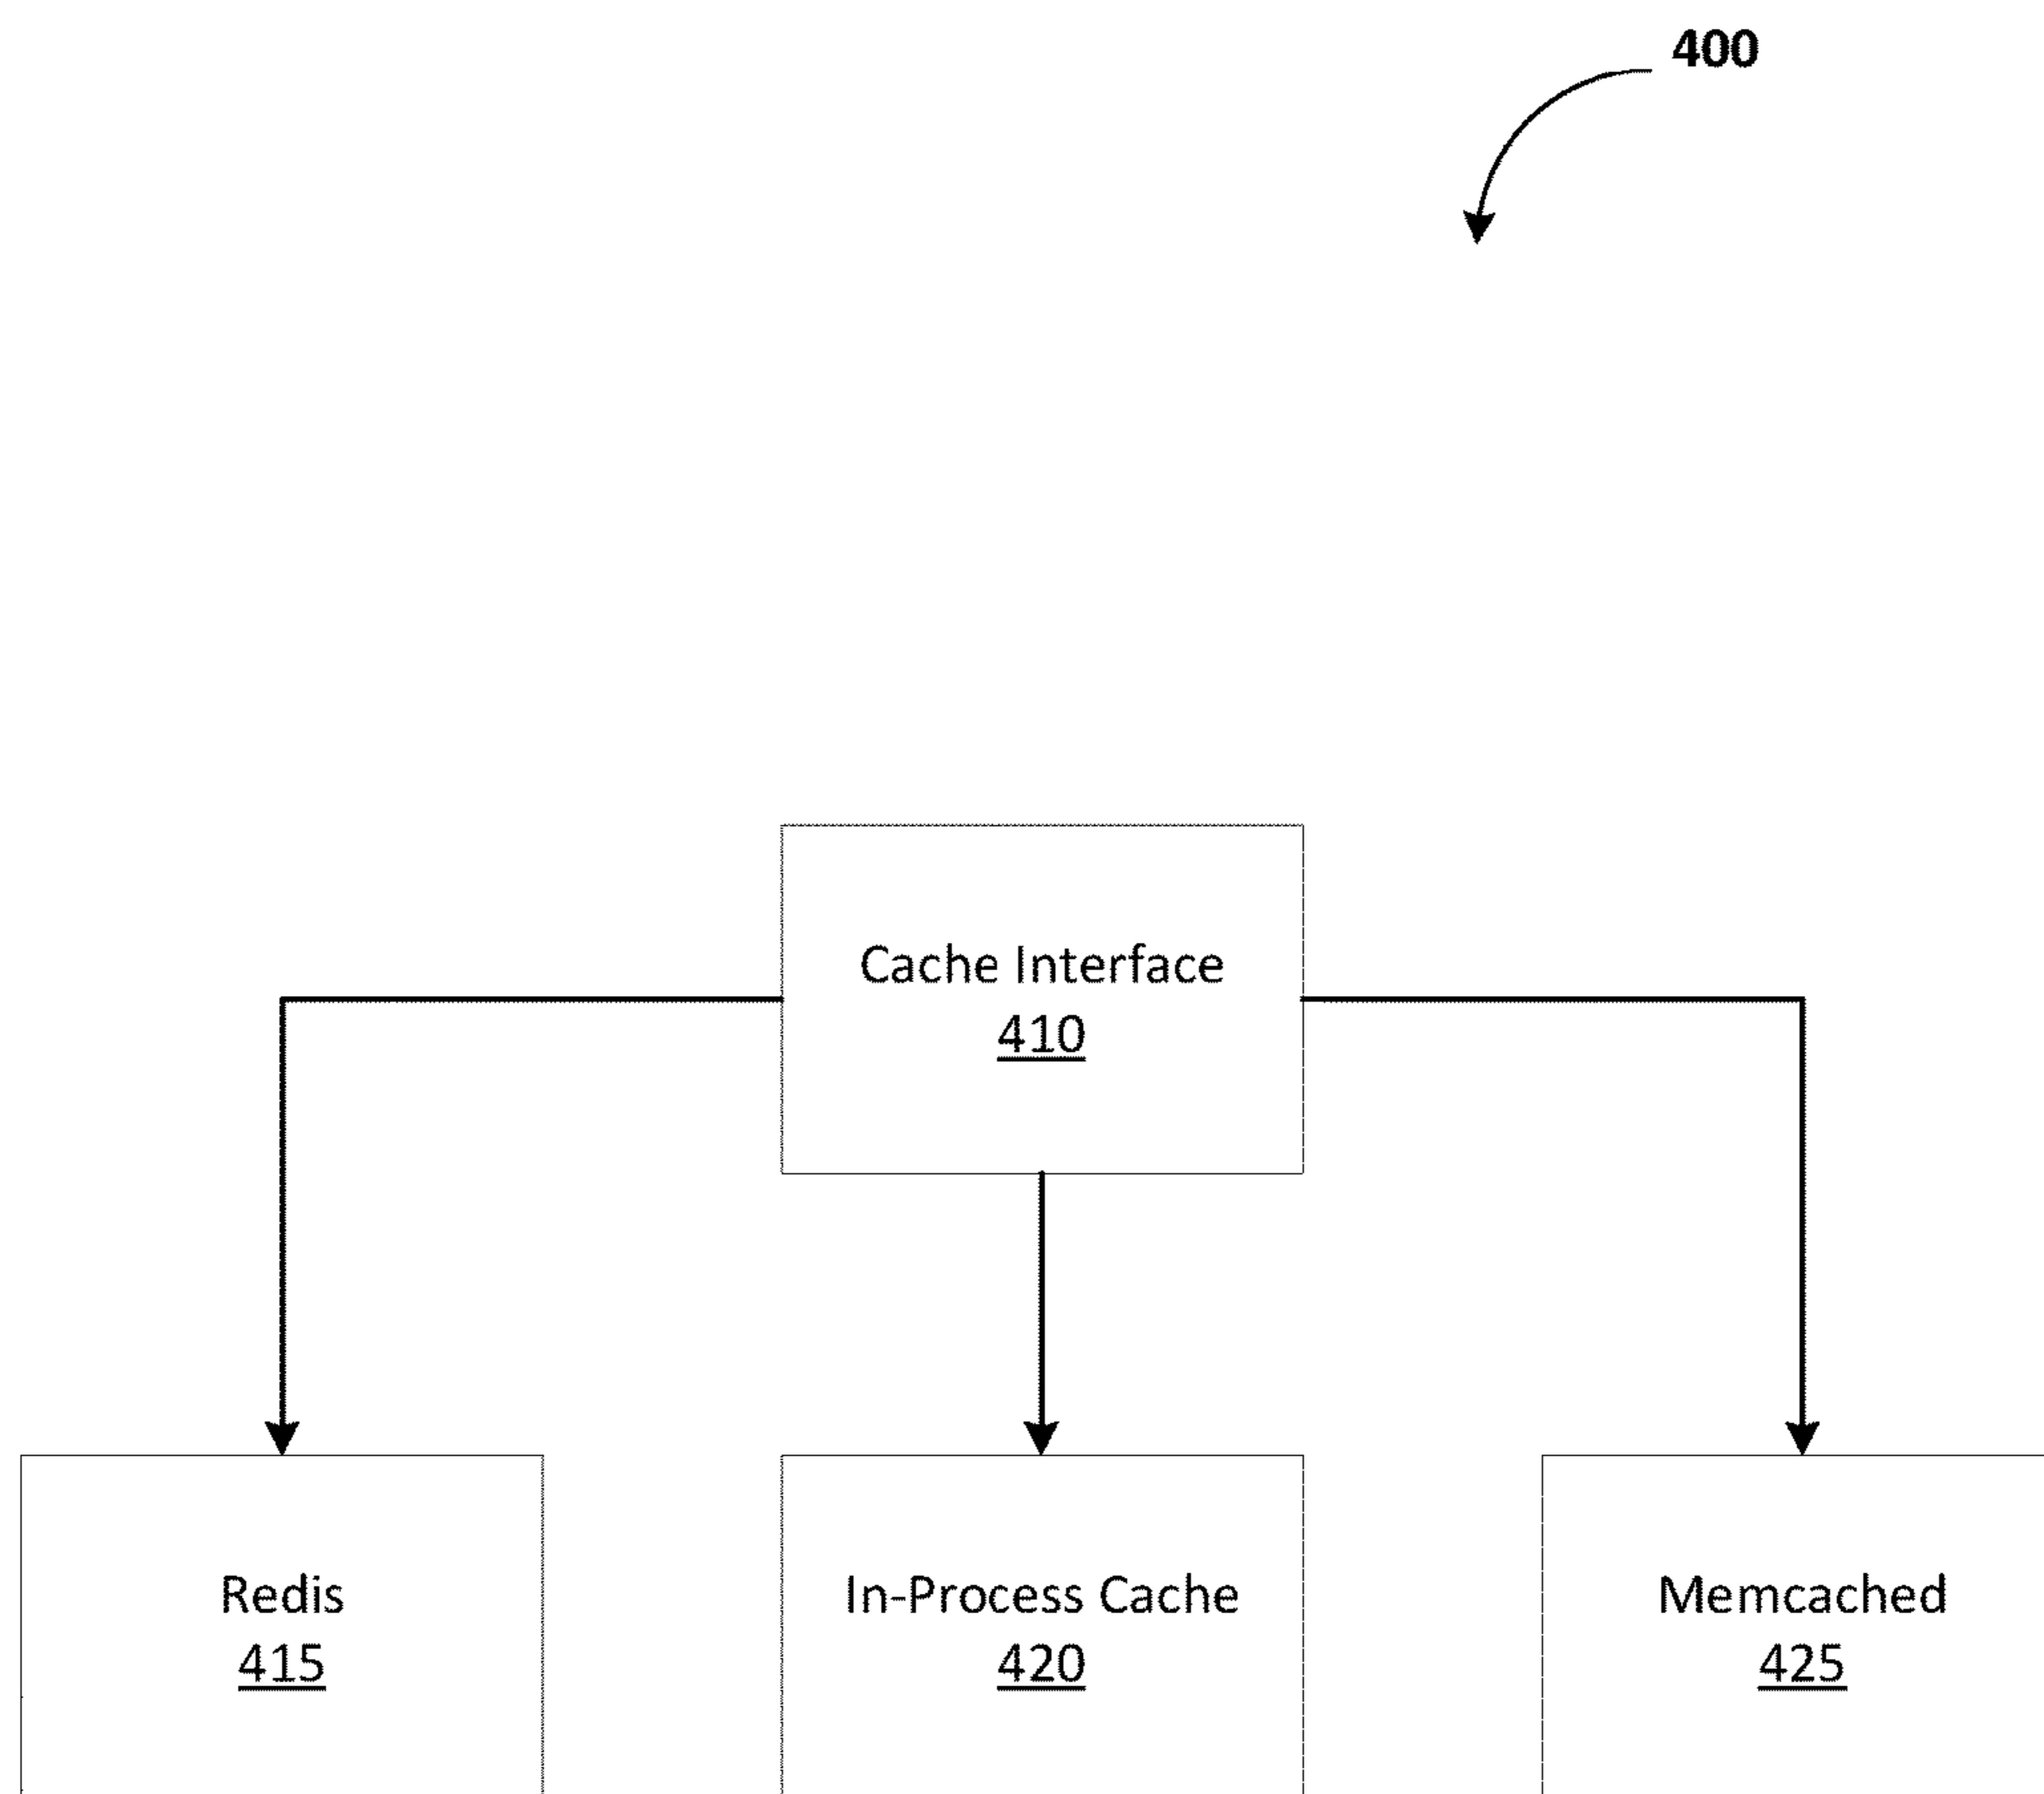 400
Cache Interface
410
Redis
415
In-Process Cache
420
Memcached
425